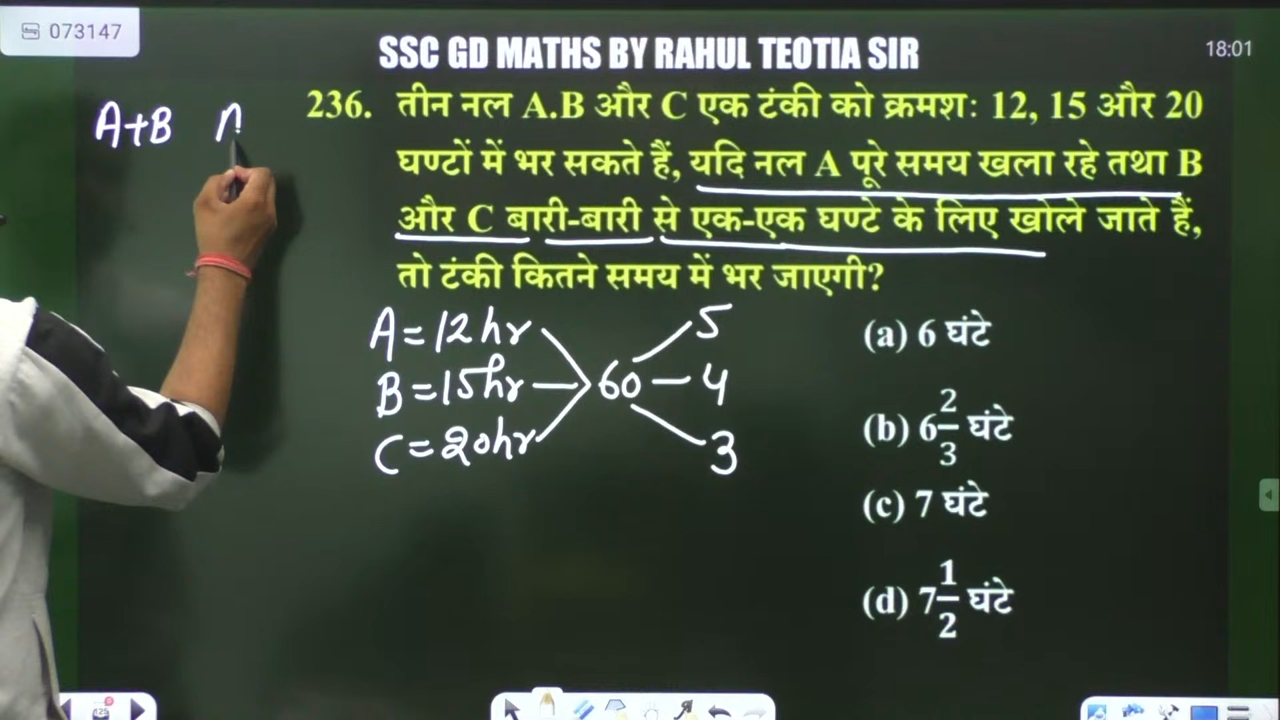 073147
SSC GD MATHS BY RAHUL TEOTIA SIR
18:01
A+B
236. तीन नल A.B और C एक टंकी को क्रमशः 12, 15 और 20
घण्टों में भर सकते हैं, यदि नल A पूरे समय खला रहे तथा B
और C बारी-बारी से एक-एक घण्टे के लिए खोले जाते हैं,
तो टंकी कितने समय में भर जाएगी?
A=12hr
B=15hr
C=20hr
60
5
4
3
(a) 6 घंटे
(b) 6 2/3 घंटे
(c) 7 घंटे
(d) 7 1/2 घंटे